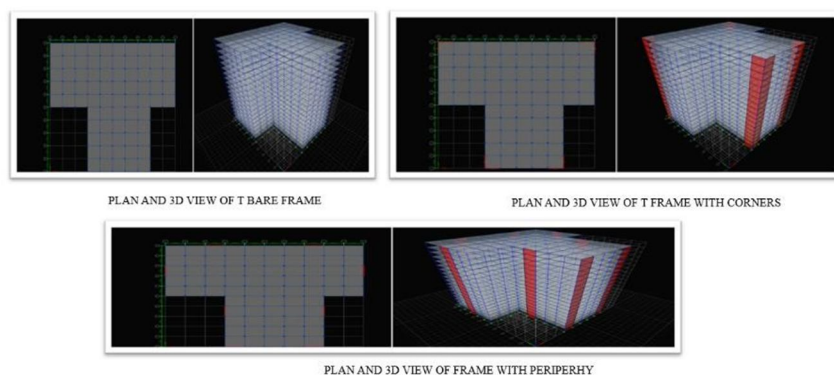 PLAN AND 3D VIEW OF T BARE FRAME
PLAN AND 3D VIEW OF T FRAME WITH CORNERS
PLAN AND 3D VIEW OF FRAME WITH PERIPERHY